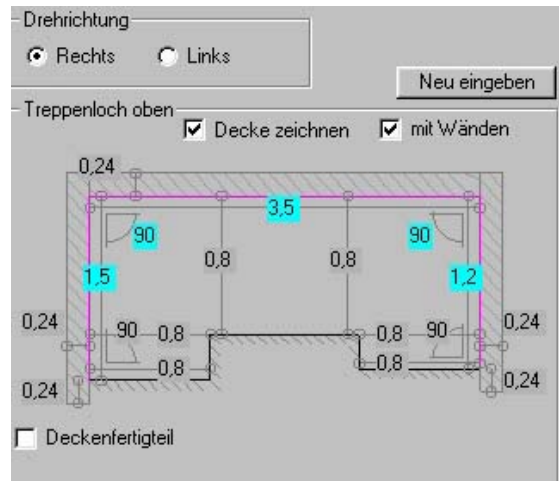 Drehrichtung
Rechts Links
Neu eingeben
Treppenloch oben
Decke zeichnen mit Wänden
0,24
3,5
90 90
0,8 0,8
1,5 1,2
0,24 90 0,8 0,8 90 0,24
0,8 0,8
0,24 0,24
Deckenfertigteil